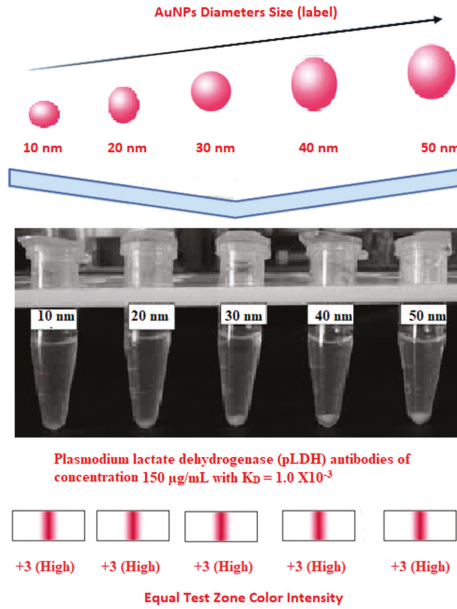 AuNPs Diameters Size (label)
10 nm 20 nm 30 nm 40 nm 50 nm
10 nm 20 nm 30 nm 40 nm 50 nm
Plasmodium lactate dehydrogenase (pLDH) antibodies of
concentration 150 µg/mL with K_D = 1.0 X10⁻³
+3 (High) +3 (High) +3 (High) +3 (High) +3 (High)
Equal Test Zone Color Intensity